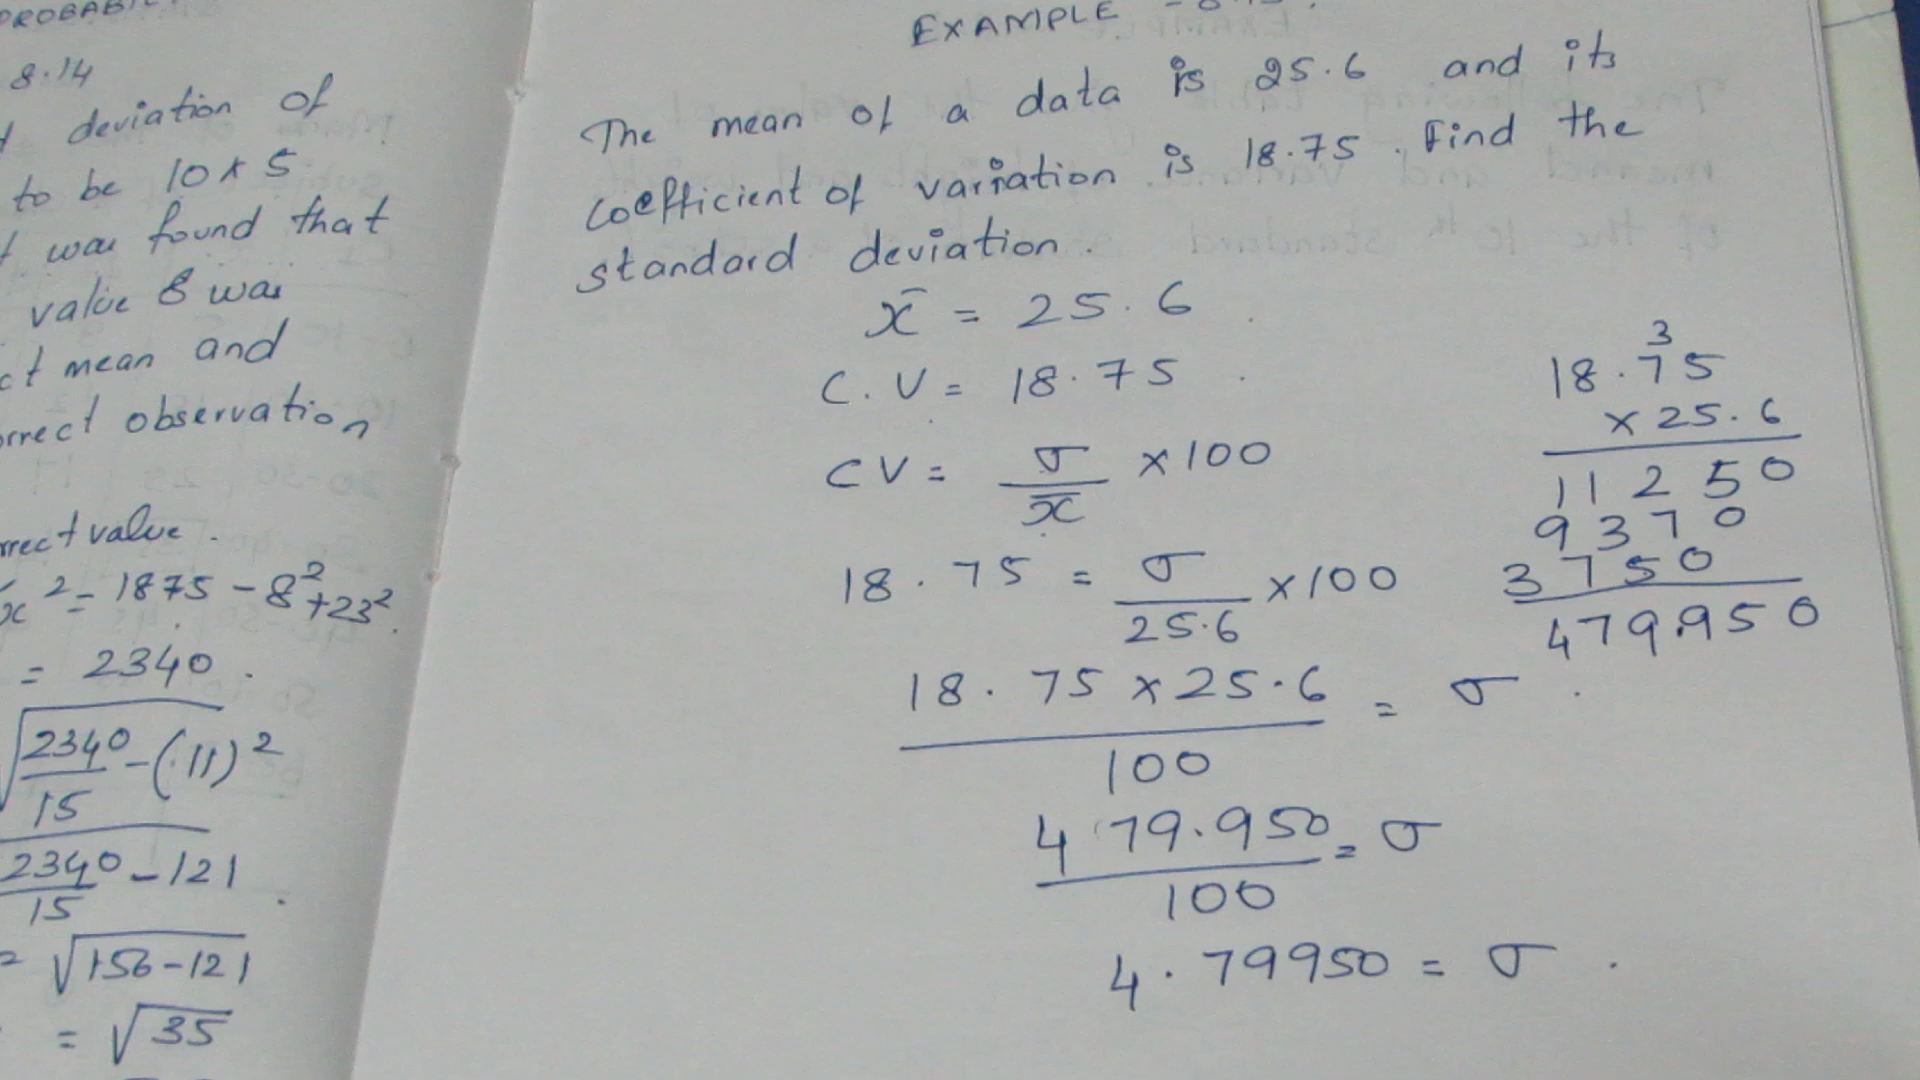 8.14
deviation of
to be 10 & 5
was found that
value 8 was
mean and
observation
value.
x² = 1875 - 8² + 23².
= 2340.
√2340/15 - (11)²
2340/15 - 121
= √156-121
= √35
EXAMPLE
The mean of a data is 25.6 and its
coefficient of variation is 18.75. Find the
standard deviation.
x̄ = 25.6
C.V = 18.75
CV = σ/x̄ × 100
18.75 = σ/25.6 × 100
18.75 × 25.6/100 = σ
479.950/100 = σ
4.79950 = σ.
3
18.75
× 25.6
11250
9370
3750
479.950